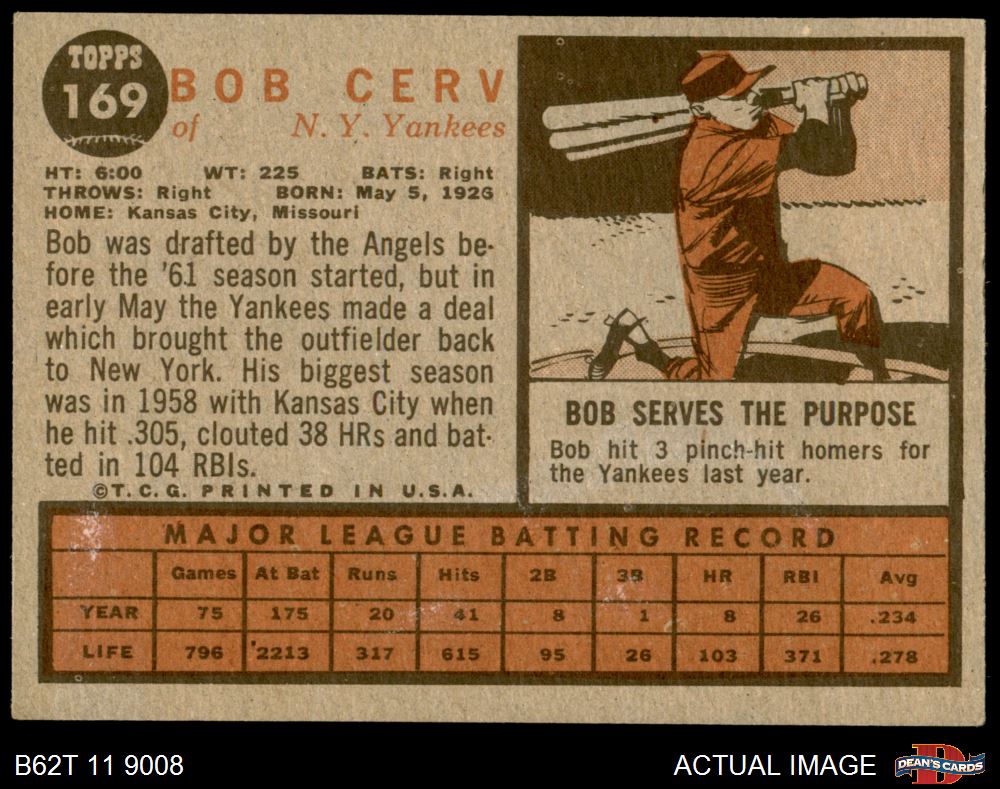 TOPPS
169
BOB CERV
of N. Y. Yankees
HT: 6:00 WT: 225 BATS: Right
THROWS: Right BORN: May 5, 1926
HOME: Kansas City, Missouri
Bob was drafted by the Angels be-
fore the '61 season started, but in
early May the Yankees made a deal
which brought the outfielder back
to New York. His biggest season
was in 1958 with Kansas City when
he hit .305, clouted 38 HRs and bat-
ted in 104 RBIs.
©T.C.G. PRINTED IN U.S.A.
BOB SERVES THE PURPOSE
Bob hit 3 pinch-hit homers for
the Yankees last year.
MAJOR LEAGUE BATTING RECORD
Games At Bat Runs Hits 2B 3B HR RBI Avg
YEAR 75 175 20 41 8 1 8 26 .234
LIFE 796 2213 317 615 95 26 103 371 .278
B62T 11 9008
ACTUAL IMAGE
D
DEAN'S CARDS